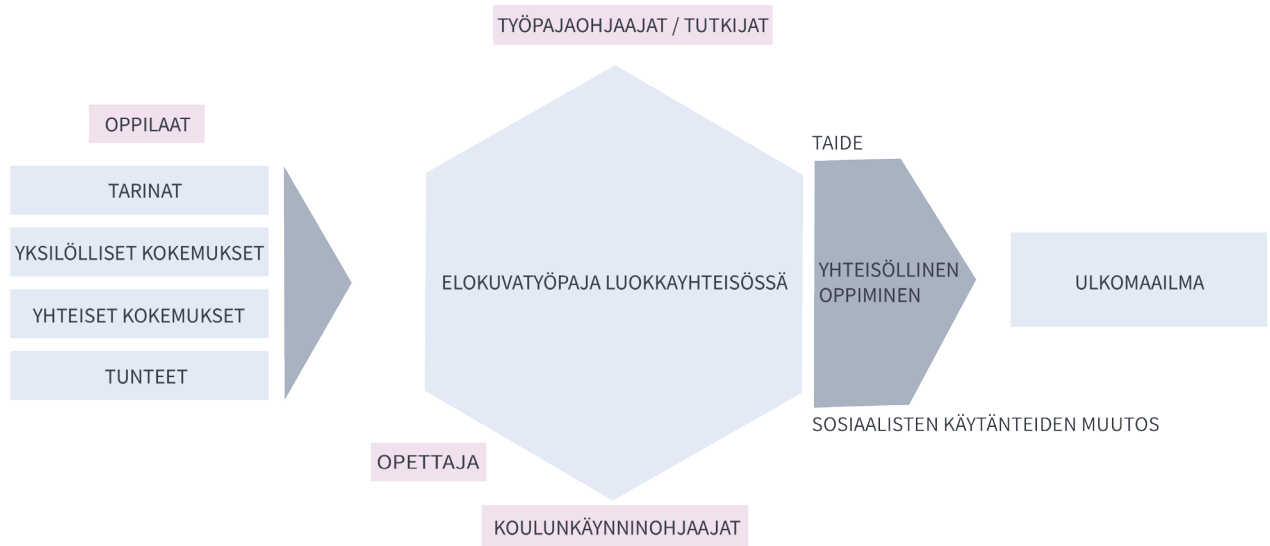 TYÖPAJAOHJAAJAT / TUTKIJAT
OPPILAAT
TARINAT
YKSILÖLLISET KOKEMUKSET
YHTEISET KOKEMUKSET
TUNTEET
ELOKUVATYÖPAJA LUOKKAYHTEISÖSSÄ
TAIDE
YHTEISÖLLINEN
OPPIMINEN
SOSIAALISTEN KÄYTÄNTEIDEN MUUTOS
ULKOMAAILMA
OPETTAJA
KOULUNKÄYNNINOHJAAJAT